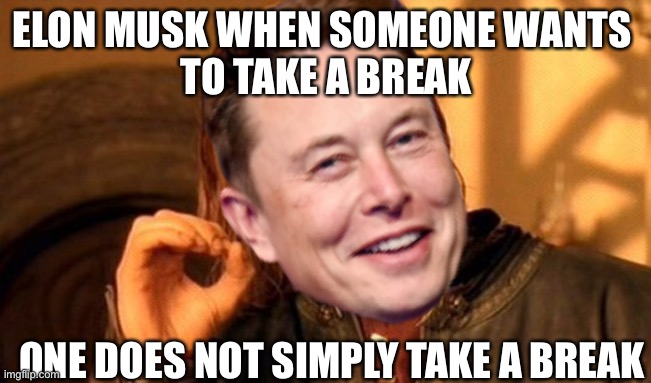 ELON MUSK WHEN SOMEONE WANTS
TO TAKE A BREAK
ONE DOES NOT SIMPLY TAKE A BREAK
imgflip.com